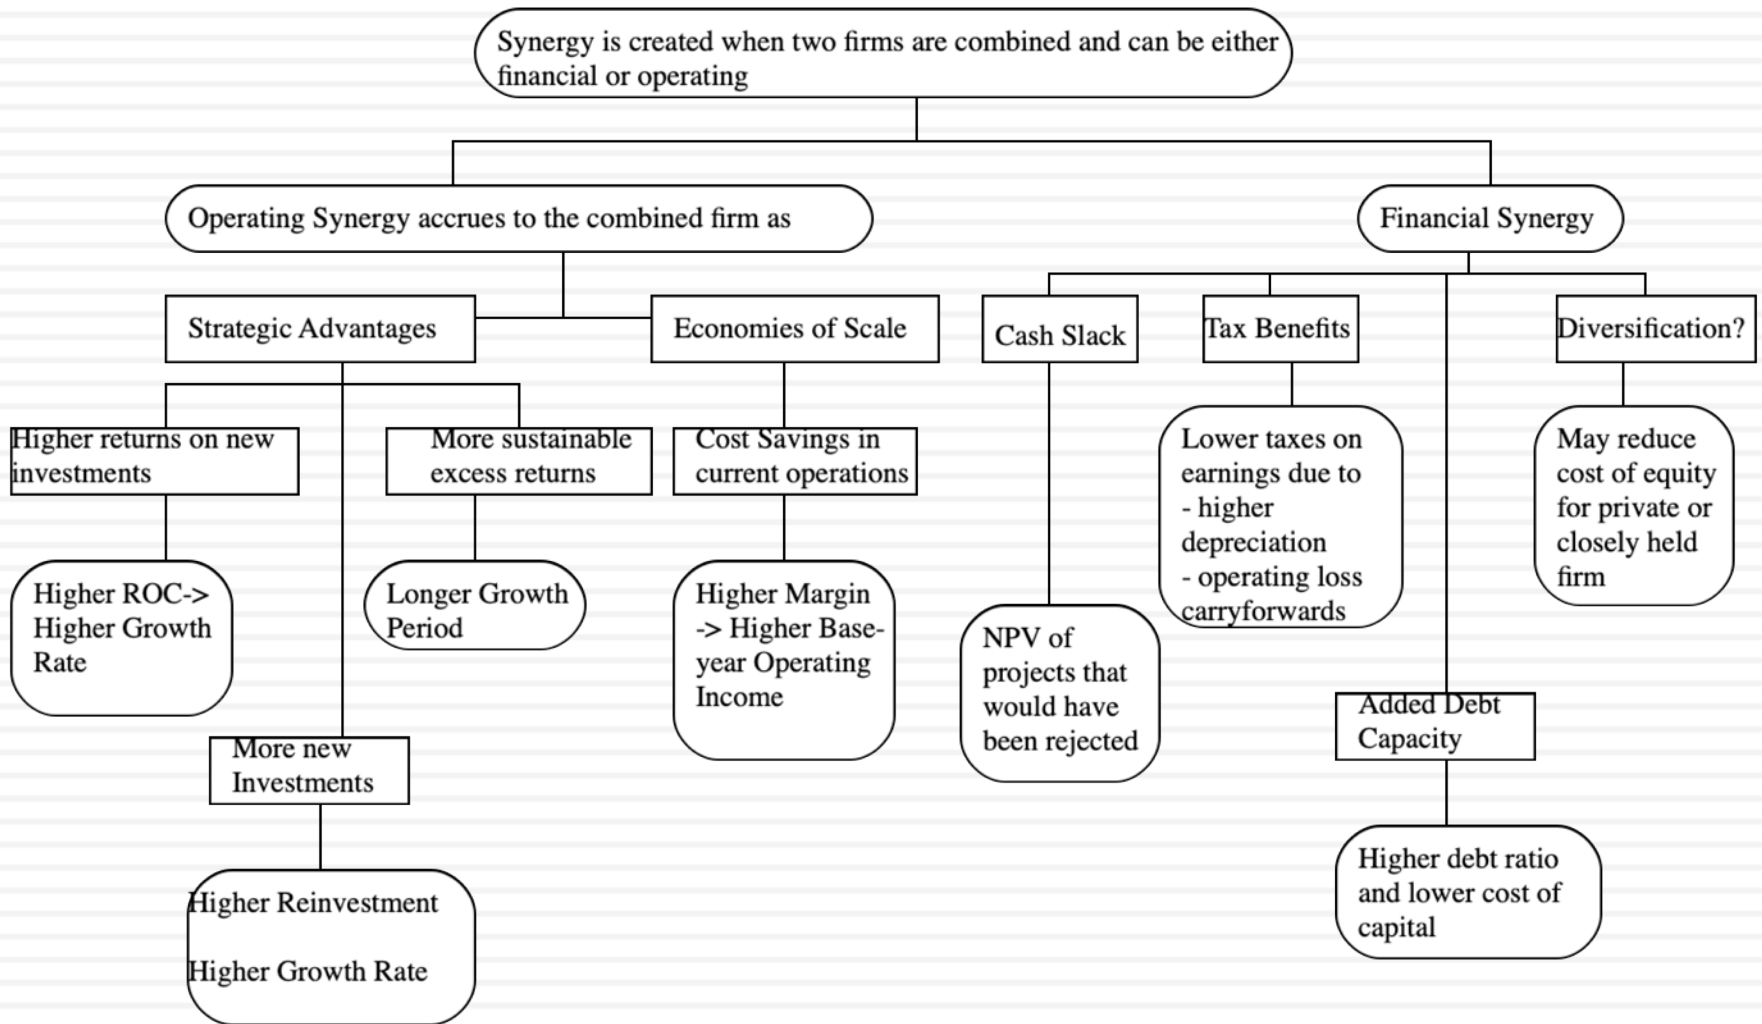 Synergy is created when two firms are combined and can be either
financial or operating
Operating Synergy accrues to the combined firm as
Financial Synergy
Strategic Advantages
Economies of Scale
Cash Slack
Tax Benefits
Diversification?
Higher returns on new
investments
More sustainable
excess returns
Cost Savings in
current operations
Lower taxes on
earnings due to
- higher
depreciation
- operating loss
carryforwards
May reduce
cost of equity
for private or
closely held
firm
Higher ROC->
Higher Growth
Rate
Longer Growth
Period
Higher Margin
-> Higher Base-
year Operating
Income
NPV of
projects that
would have
been rejected
Added Debt
Capacity
More new
Investments
Higher debt ratio
and lower cost of
capital
Higher Reinvestment
Higher Growth Rate